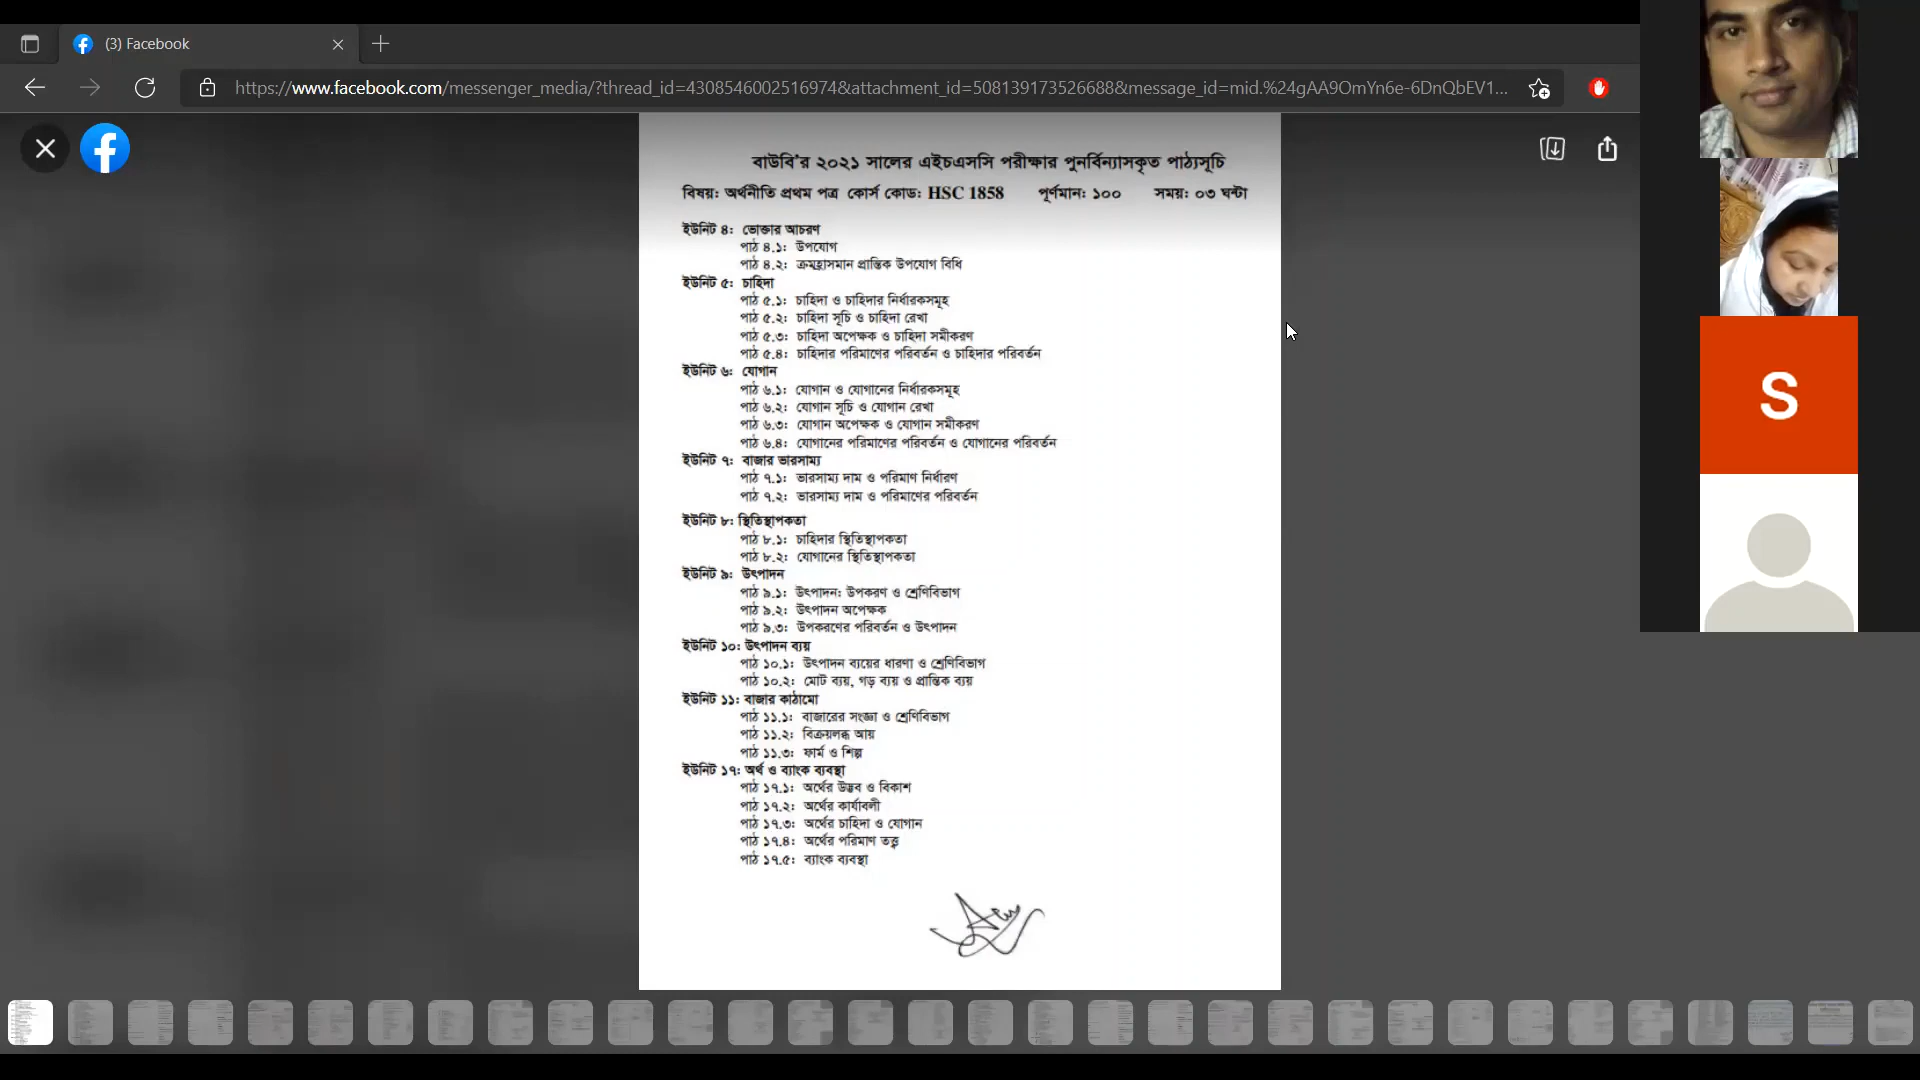 (3) Facebook
https://www.facebook.com/messenger_media/?thread_id=4308546002516974&attachment_id=508139173526688&message_id=mid.%24gAA9OmYn6e-6DnQbEV1...
বাউবি'র ২০২১ সালের এইচএসসি পরীক্ষার পুনর্বিন্যাসকৃত পাঠ্যসূচি
বিষয়: অর্থনীতি প্রথম পত্র কোর্স কোড: HSC 1858 পূর্ণমান: ১০০ সময়: ০৩ ঘন্টা
ইউনিট ৪: ভোক্তার আচরণ
পাঠ ৪.১: উপযোগ
পাঠ ৪.২: ক্রমহ্রাসমান প্রান্তিক উপযোগ বিধি
ইউনিট ৫: চাহিদা
পাঠ ৫.১: চাহিদা ও চাহিদার নির্ধারকসমূহ
পাঠ ৫.২: চাহিদা সূচি ও চাহিদা রেখা
পাঠ ৫.৩: চাহিদা অপেক্ষক ও চাহিদা সমীকরণ
পাঠ ৫.৪: চাহিদার পরিমাণের পরিবর্তন ও চাহিদার পরিবর্তন
ইউনিট ৬: যোগান
পাঠ ৬.১: যোগান ও যোগানের নির্ধারকসমূহ
পাঠ ৬.২: যোগান সূচি ও যোগান রেখা
পাঠ ৬.৩: যোগান অপেক্ষক ও যোগান সমীকরণ
পাঠ ৬.৪: যোগানের পরিমাণের পরিবর্তন ও যোগানের পরিবর্তন
ইউনিট ৭: বাজার ভারসাম্য
পাঠ ৭.১: ভারসাম্য দাম ও পরিমাণ নির্ধারণ
পাঠ ৭.২: ভারসাম্য দাম ও পরিমাণের পরিবর্তন
ইউনিট ৮: স্থিতিস্থাপকতা
পাঠ ৮.১: চাহিদার স্থিতিস্থাপকতা
পাঠ ৮.২: যোগানের স্থিতিস্থাপকতা
ইউনিট ৯: উৎপাদন
পাঠ ৯.১: উৎপাদন: উপকরণ ও শ্রেণিবিভাগ
পাঠ ৯.২: উৎপাদন অপেক্ষক
পাঠ ৯.৩: উপকরণের পরিবর্তন ও উৎপাদন
ইউনিট ১০: উৎপাদন ব্যয়
পাঠ ১০.১: উৎপাদন ব্যয়ের ধারণা ও শ্রেণিবিভাগ
পাঠ ১০.২: মোট ব্যয়, গড় ব্যয় ও প্রান্তিক ব্যয়
ইউনিট ১১: বাজার কাঠামো
পাঠ ১১.১: বাজারের সংজ্ঞা ও শ্রেণিবিভাগ
পাঠ ১১.২: বিক্রয়লব্ধ আয়
পাঠ ১১.৩: ফার্ম ও শিল্প
ইউনিট ১৭: অর্থ ও ব্যাংক ব্যবস্থা
পাঠ ১৭.১: অর্থের উদ্ভব ও বিকাশ
পাঠ ১৭.২: অর্থের কার্যাবলী
পাঠ ১৭.৩: অর্থের চাহিদা ও যোগান
পাঠ ১৭.৪: অর্থের পরিমাণ তত্ত্ব
পাঠ ১৭.৫: ব্যাংক ব্যবস্থা
S